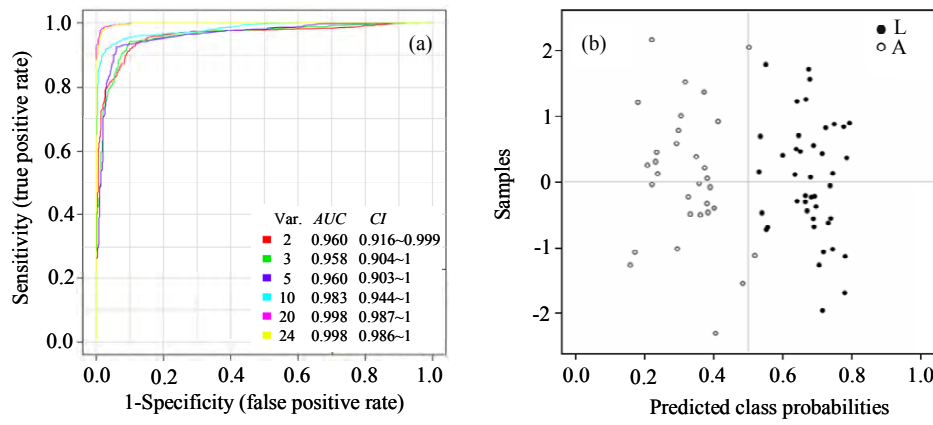 (a)
1.0
0.8
0.6
0.4
0.2
0.0
Sensitivity (true positive rate)
Var. AUC CI
2 0.960 0.916~0.999
3 0.958 0.904~1
5 0.960 0.903~1
10 0.983 0.944~1
20 0.998 0.987~1
24 0.998 0.986~1
0.0 0.2 0.4 0.6 0.8 1.0
1-Specificity (false positive rate)
(b)
L
A
2
1
0
-1
-2
Samples
0.0 0.2 0.4 0.6 0.8 1.0
Predicted class probabilities